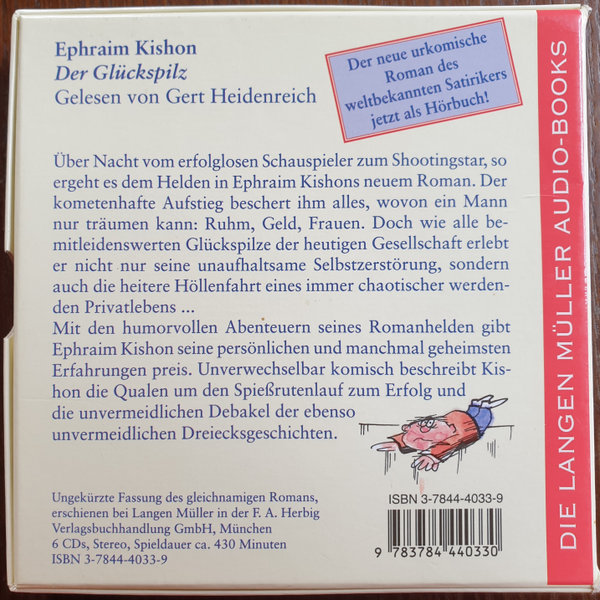 Ephraim Kishon
Der Glückspilz
Gelesen von Gert Heidenreich
Der neue urkomische
Roman des
weltbekannten Satirikers
jetzt als Hörbuch!
Über Nacht vom erfolglosen Schauspieler zum Shootingstar, so
ergeht es dem Helden in Ephraim Kishons neuem Roman. Der
kometenhafte Aufstieg beschert ihm alles, wovon ein Mann
nur träumen kann: Ruhm, Geld, Frauen. Doch wie alle be-
mitleidenswerten Glückspilze der heutigen Gesellschaft erlebt
er nicht nur seine unaufhaltsame Selbstzerstörung, sondern
auch die heitere Höllenfahrt eines immer chaotischer werden-
den Privatlebens ...
Mit den humorvollen Abenteuern seines Romanhelden gibt
Ephraim Kishon seine persönlichen und manchmal geheimsten
Erfahrungen preis. Unverwechselbar komisch beschreibt Kis-
hon die Qualen um den Spießrutenlauf zum Erfolg und
die unvermeidlichen Debakel der ebenso
unvermeidlichen Dreiecksgeschichten.
Ungekürzte Fassung des gleichnamigen Romans,
erschienen bei Langen Müller in der F. A. Herbig
Verlagsbuchhandlung GmbH, München
6 CDs, Stereo, Spieldauer ca. 430 Minuten
ISBN 3-7844-4033-9
ISBN 3-7844-4033-9
9 783784 440330
DIE LANGEN MÜLLER AUDIO-BOOKS